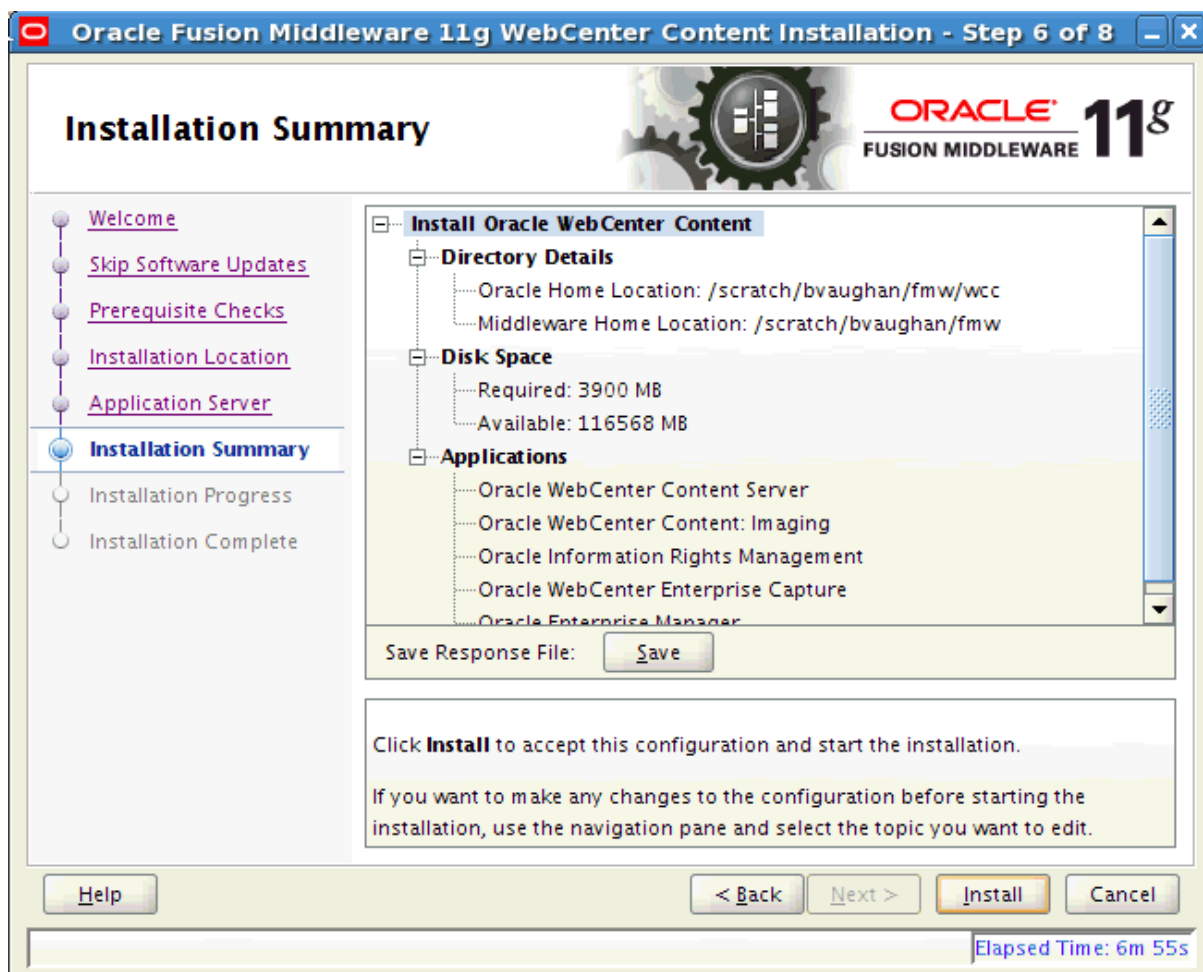 Oracle Fusion Middleware 11g WebCenter Content Installation - Step 6 of 8
Installation Summary
ORACLE
FUSION MIDDLEWARE
11g
Welcome
Skip Software Updates
Prerequisite Checks
Installation Location
Application Server
Installation Summary
Installation Progress
Installation Complete
Install Oracle WebCenter Content
Directory Details
Oracle Home Location: /scratch/bvaughan/fmw/wcc
Middleware Home Location: /scratch/bvaughan/fmw
Disk Space
Required: 3900 MB
Available: 116568 MB
Applications
Oracle WebCenter Content Server
Oracle WebCenter Content: Imaging
Oracle Information Rights Management
Oracle WebCenter Enterprise Capture
Oracle Enterprise Manager
Save Response File: Save
Click Install to accept this configuration and start the installation.
If you want to make any changes to the configuration before starting the
installation, use the navigation pane and select the topic you want to edit.
Help < Back Next > Install Cancel
Elapsed Time: 6m 55s